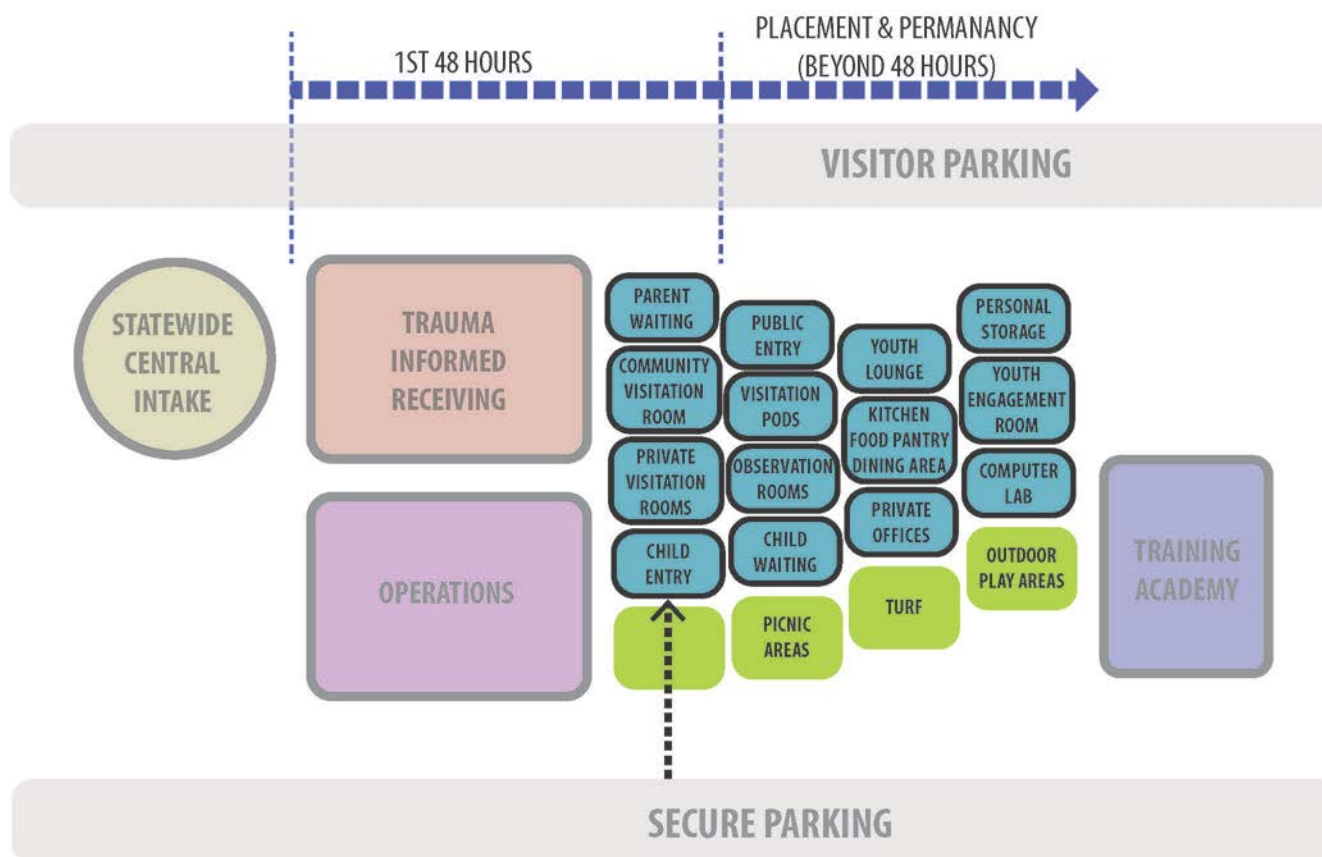 1ST 48 HOURS
PLACEMENT & PERMANANCY
(BEYOND 48 HOURS)
VISITOR PARKING
STATEWIDE
CENTRAL
INTAKE
TRAUMA
INFORMED
RECEIVING
OPERATIONS
PARENT
WAITING
COMMUNITY
VISITATION
ROOM
PRIVATE
VISITATION
ROOMS
CHILD
ENTRY
PUBLIC
ENTRY
VISITATION
PODS
OBSERVATION
ROOMS
CHILD
WAITING
PICNIC
AREAS
YOUTH
LOUNGE
KITCHEN
FOOD PANTRY
DINING AREA
PRIVATE
OFFICES
TURF
PERSONAL
STORAGE
YOUTH
ENGAGEMENT
ROOM
COMPUTER
LAB
OUTDOOR
PLAY AREAS
TRAINING
ACADEMY
SECURE PARKING